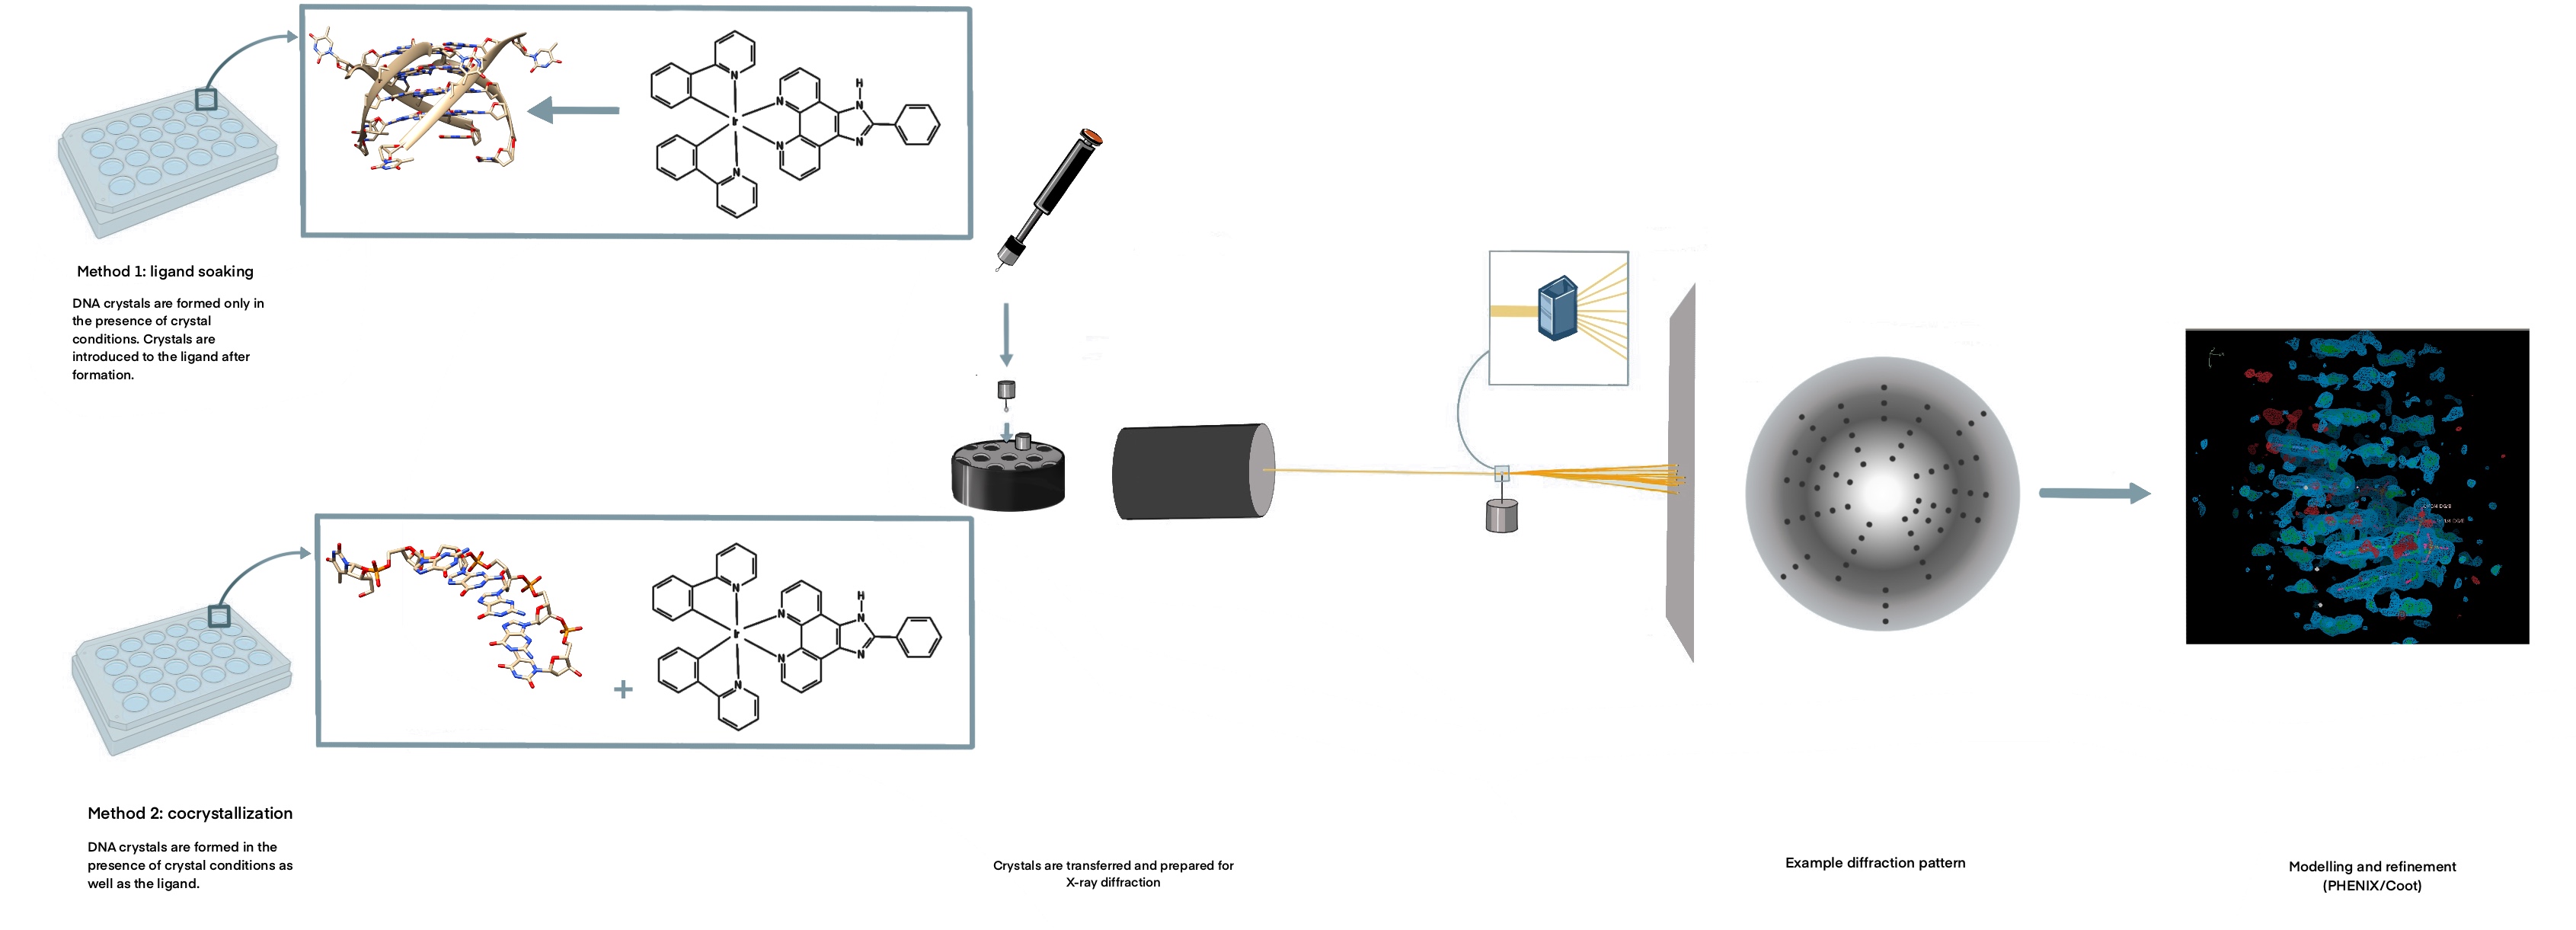 H
N
N
N
N
N
Ir
N
Method 1: ligand soaking
DNA crystals are formed only in
the presence of crystal
conditions. Crystals are
introduced to the ligand after
formation.
H
N
N
N
N
N
Ir
N
+
Method 2: cocrystallization
DNA crystals are formed in the
presence of crystal conditions as
well as the ligand.
Crystals are transferred and prepared for
X-ray diffraction
Example diffraction pattern
Modelling and refinement
(PHENIX/Coot)